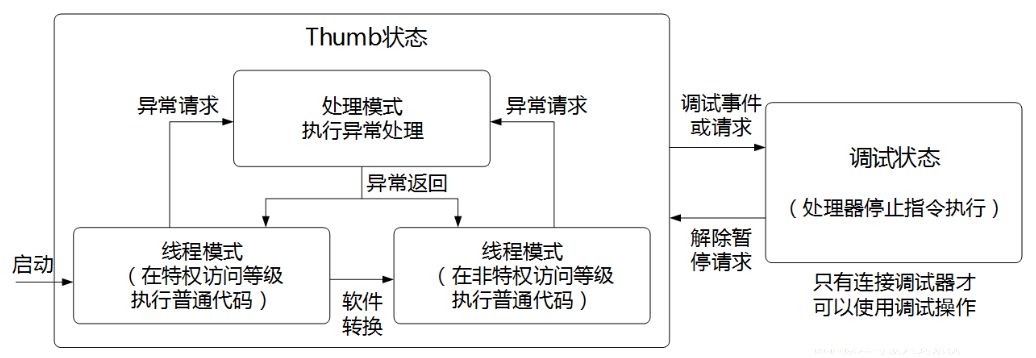 Thumb状态
处理模式
执行异常处理
异常请求
异常请求
异常返回
启动
线程模式
（在特权访问等级
执行普通代码）
软件
转换
线程模式
（在非特权访问等级
执行普通代码）
调试事件
或请求
解除暂
停请求
调试状态
（处理器停止指令执行）
只有连接调试器才
可以使用调试操作